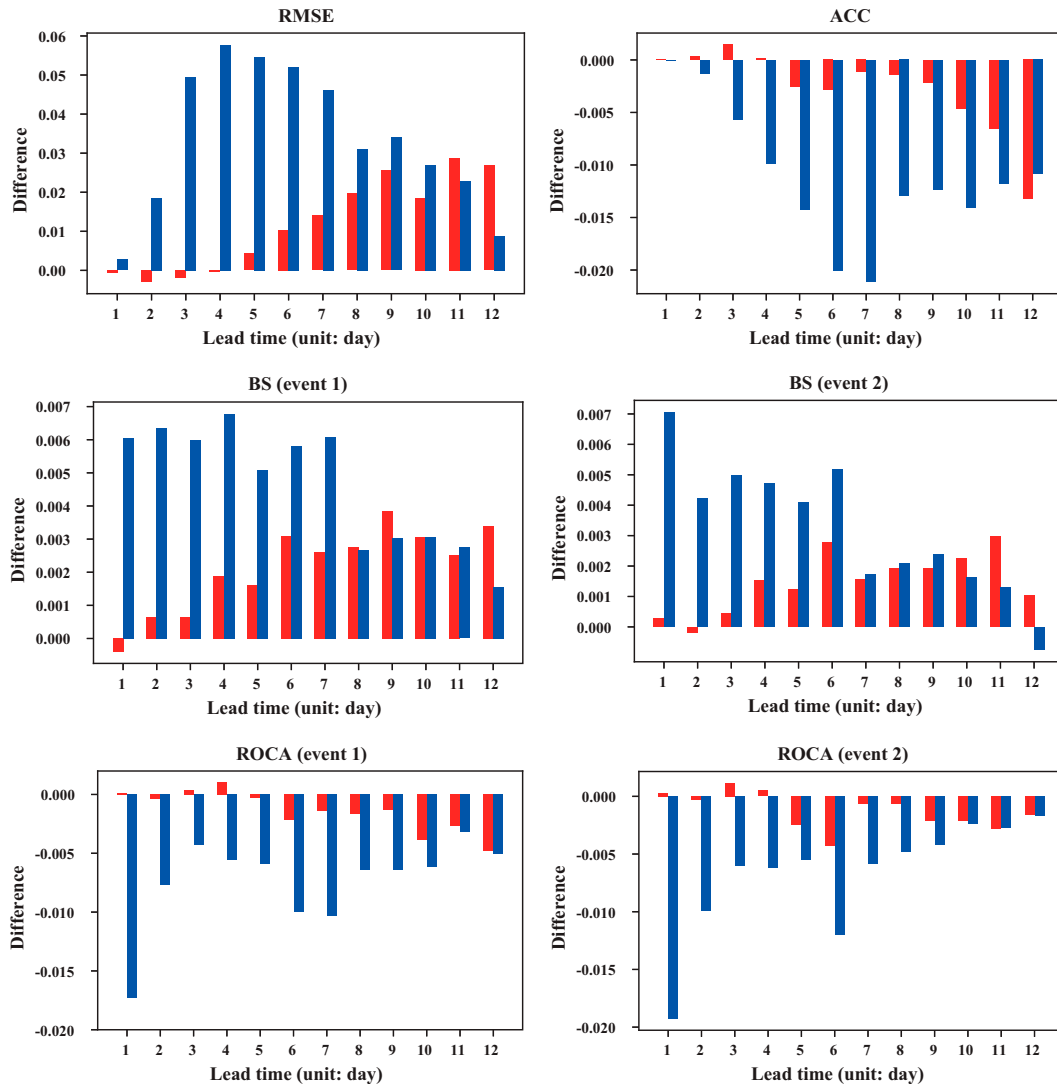 RMSE
0.06
0.05
0.04
0.03
0.02
0.01
0.00
Difference
1 2 3 4 5 6 7 8 9 10 11 12
Lead time (unit: day)
ACC
0.000
-0.005
-0.010
-0.015
-0.020
Difference
1 2 3 4 5 6 7 8 9 10 11 12
Lead time (unit: day)
BS (event 1)
0.007
0.006
0.005
0.004
0.003
0.002
0.001
0.000
Difference
1 2 3 4 5 6 7 8 9 10 11 12
Lead time (unit: day)
BS (event 2)
0.007
0.006
0.005
0.004
0.003
0.002
0.001
0.000
Difference
1 2 3 4 5 6 7 8 9 10 11 12
Lead time (unit: day)
ROCA (event 1)
0.000
-0.005
-0.010
-0.015
-0.020
Difference
1 2 3 4 5 6 7 8 9 10 11 12
Lead time (unit: day)
ROCA (event 2)
0.000
-0.005
-0.010
-0.015
-0.020
Difference
1 2 3 4 5 6 7 8 9 10 11 12
Lead time (unit: day)